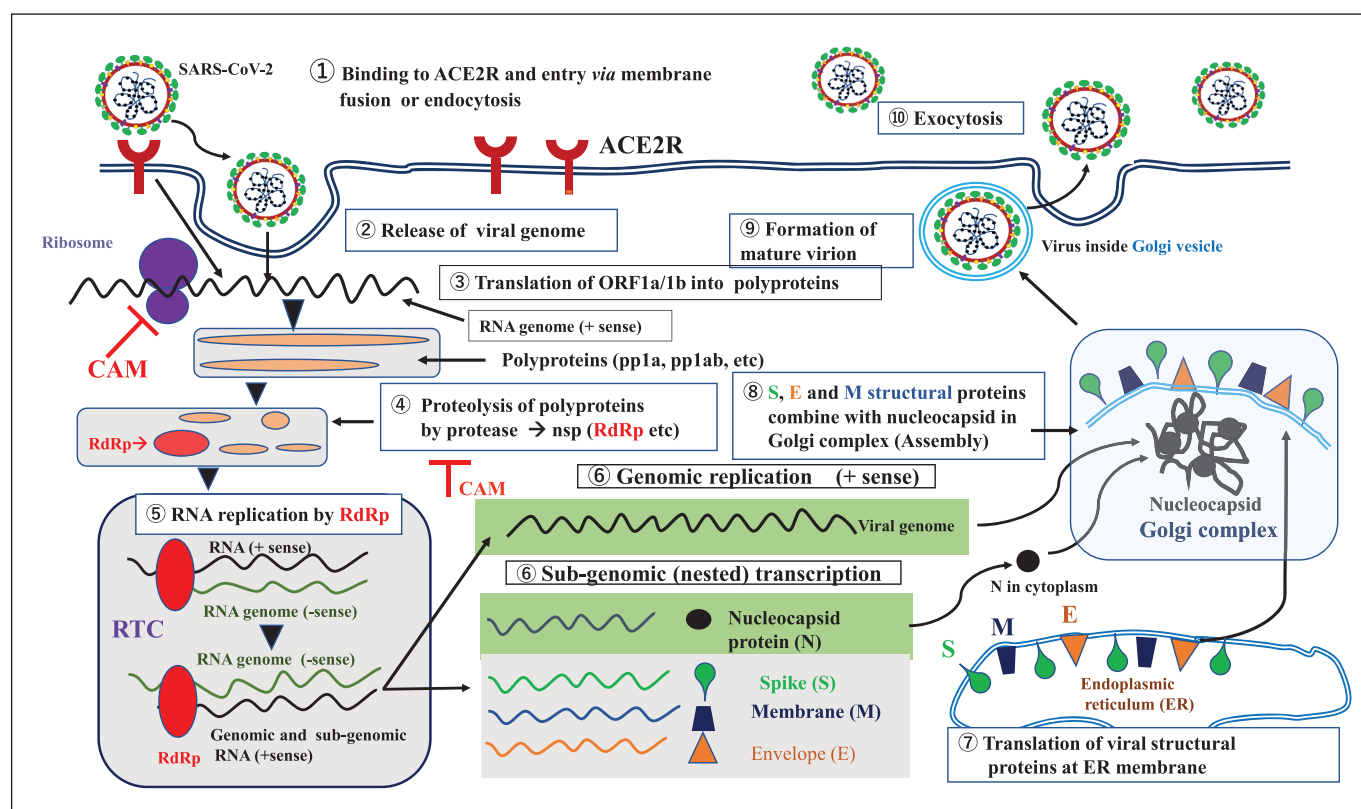 SARS-CoV-2
① Binding to ACE2R and entry via membrane
fusion or endocytosis
ACE2R
⑩ Exocytosis
② Release of viral genome
Ribosome
⑨ Formation of
mature virion
Virus inside Golgi vesicle
③ Translation of ORF1a/1b into polyproteins
RNA genome (+ sense)
CAM
Polyproteins (pp1a, pp1ab, etc)
④ Proteolysis of polyproteins
by protease → nsp (RdRp etc)
RdRp→
CAM
⑧ S, E and M structural proteins
combine with nucleocapsid in
Golgi complex (Assembly)
Nucleocapsid
Golgi complex
⑤ RNA replication by RdRp
RNA (+ sense)
RNA genome (-sense)
RTC
RNA genome (-sense)
Genomic and sub-genomic
RNA (+sense)
RdRp
⑥ Genomic replication (+ sense)
Viral genome
⑥ Sub-genomic (nested) transcription
Nucleocapsid
protein (N)
Spike (S)
Membrane (M)
Envelope (E)
N in cytoplasm
S
M
E
Endoplasmic
reticulum (ER)
⑦ Translation of viral structural
proteins at ER membrane